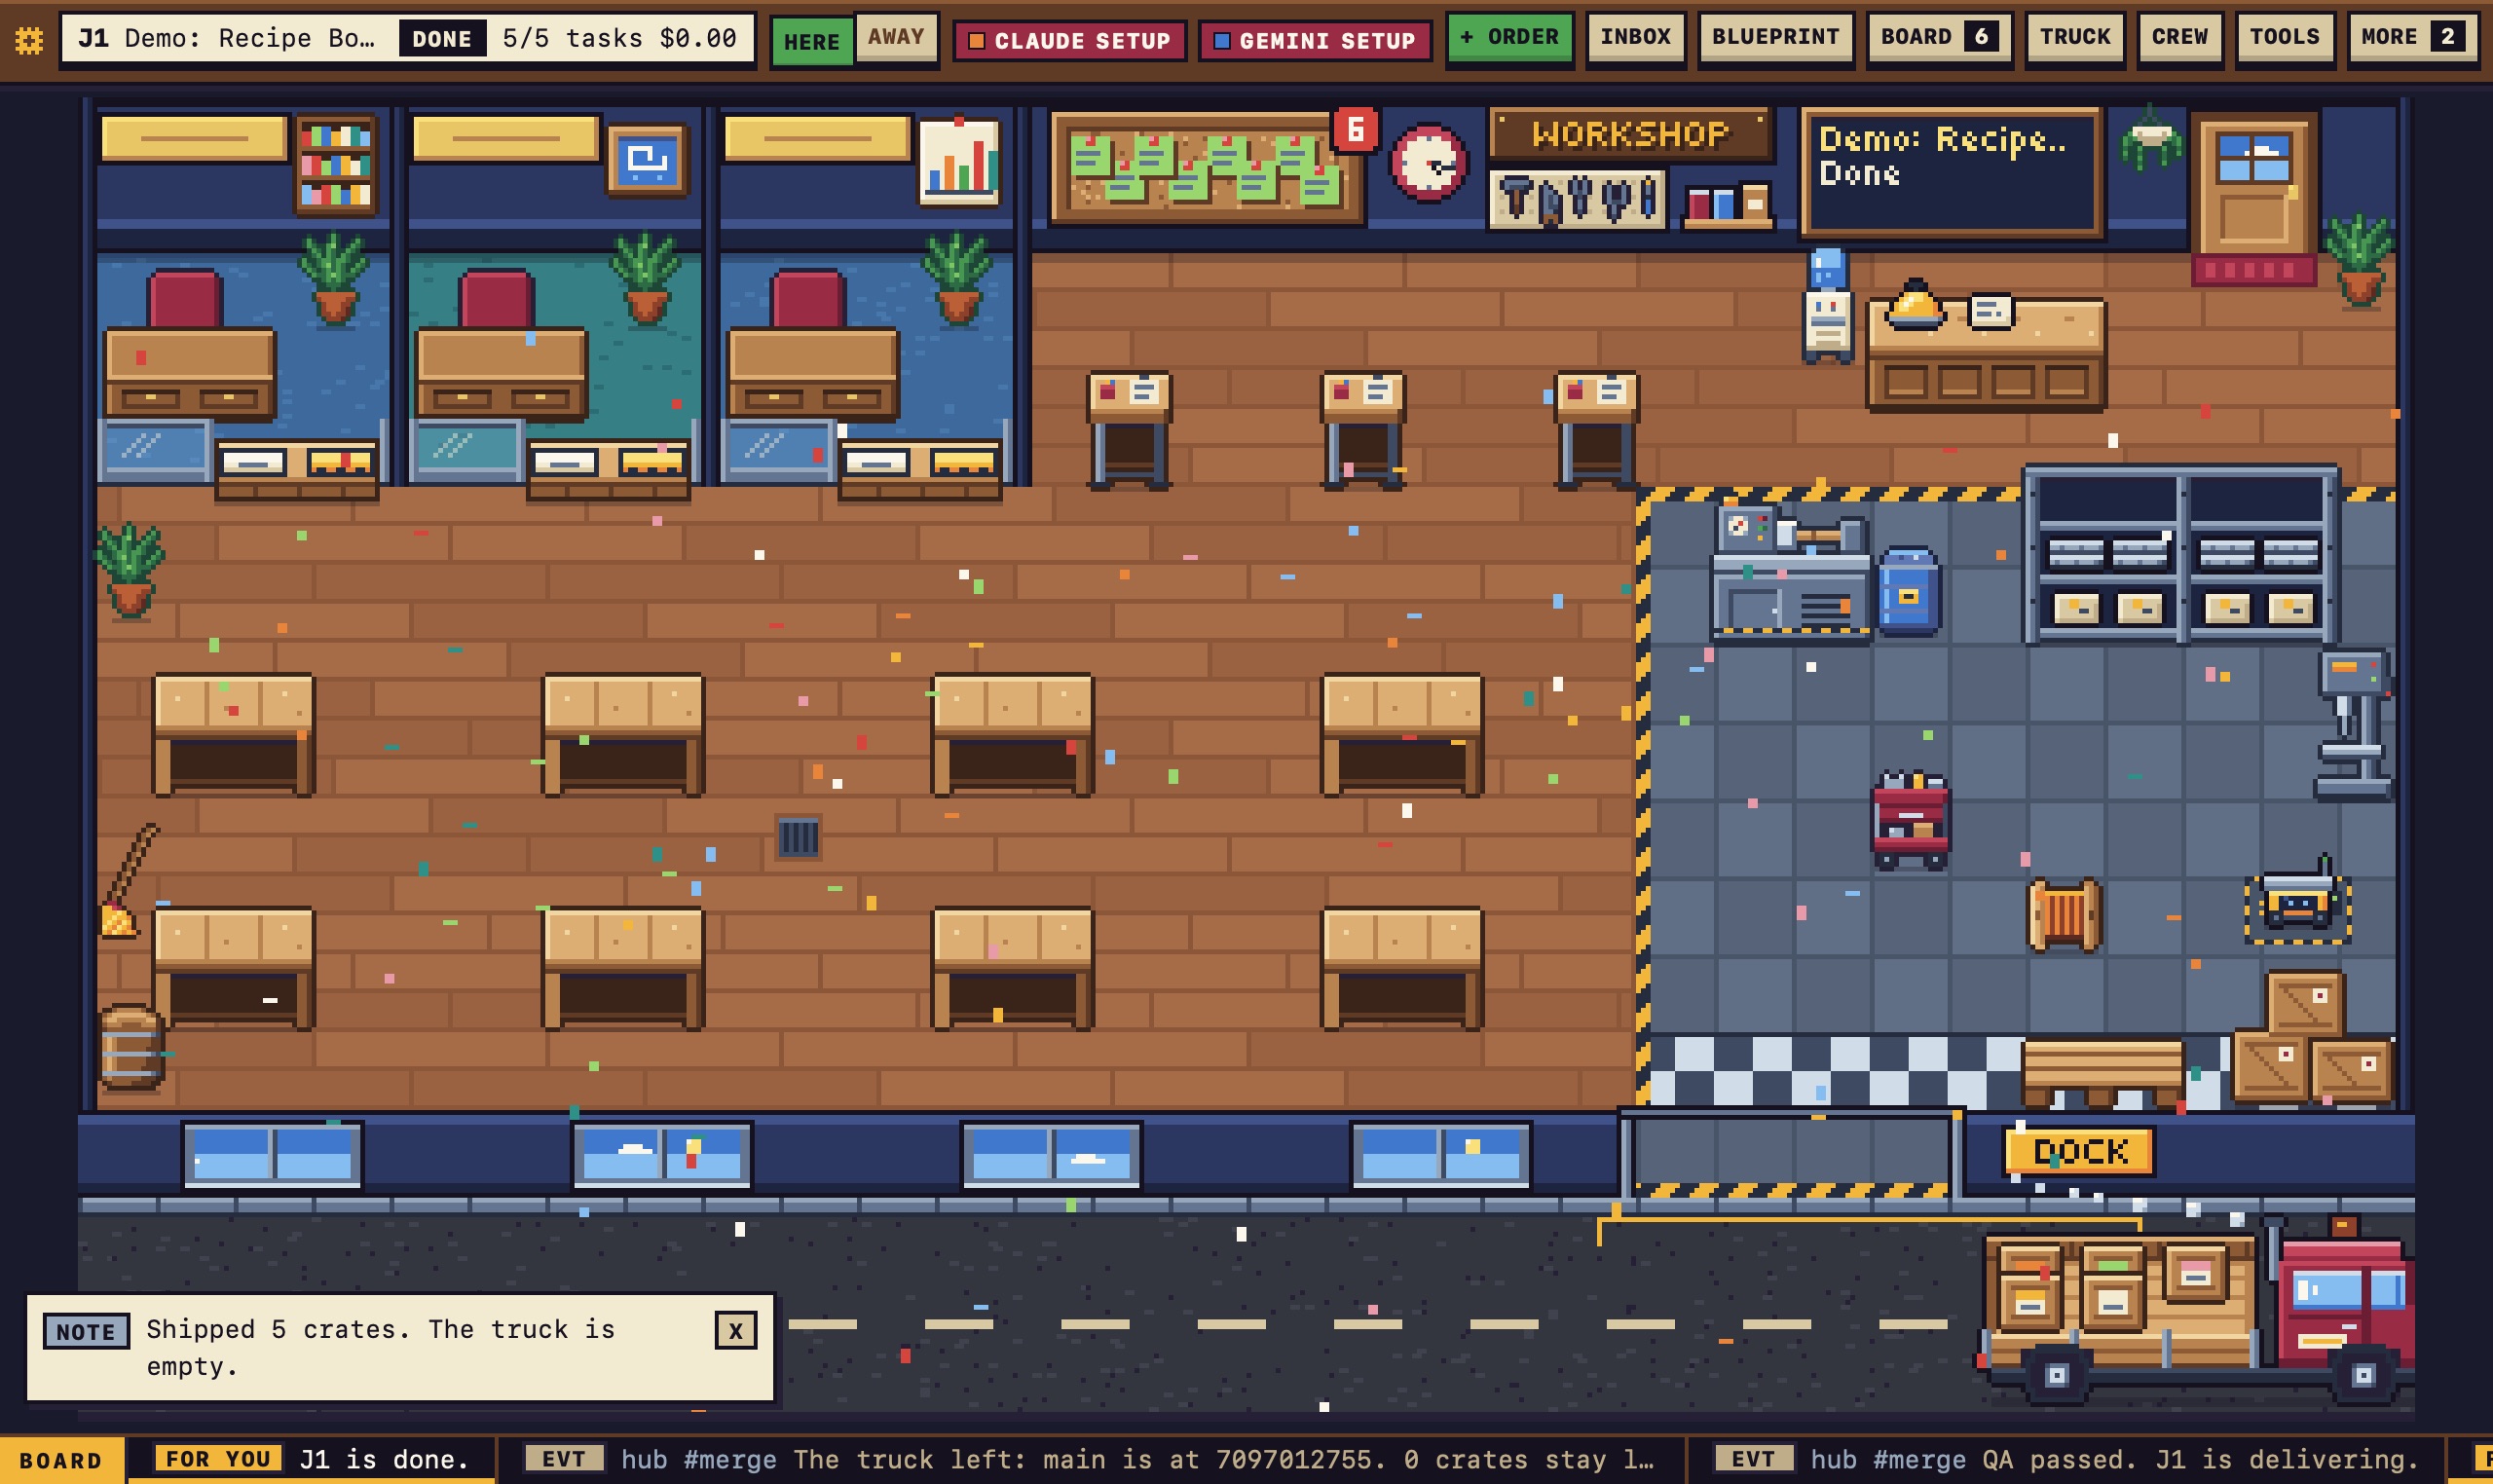 J1 Demo: Recipe Bo… DONE 5/5 tasks $0.00
HERE AWAY
CLAUDE SETUP
GEMINI SETUP
+ ORDER
INBOX
BLUEPRINT
BOARD 6
TRUCK
CREW
TOOLS
MORE 2
6
WORKSHOP
Demo: Recipe..
Done
DOCK
NOTE Shipped 5 crates. The truck is
empty.
X
BOARD
FOR YOU J1 is done.
EVT hub #merge The truck left: main is at 7097012755. 0 crates stay l…
EVT hub #merge QA passed. J1 is delivering.